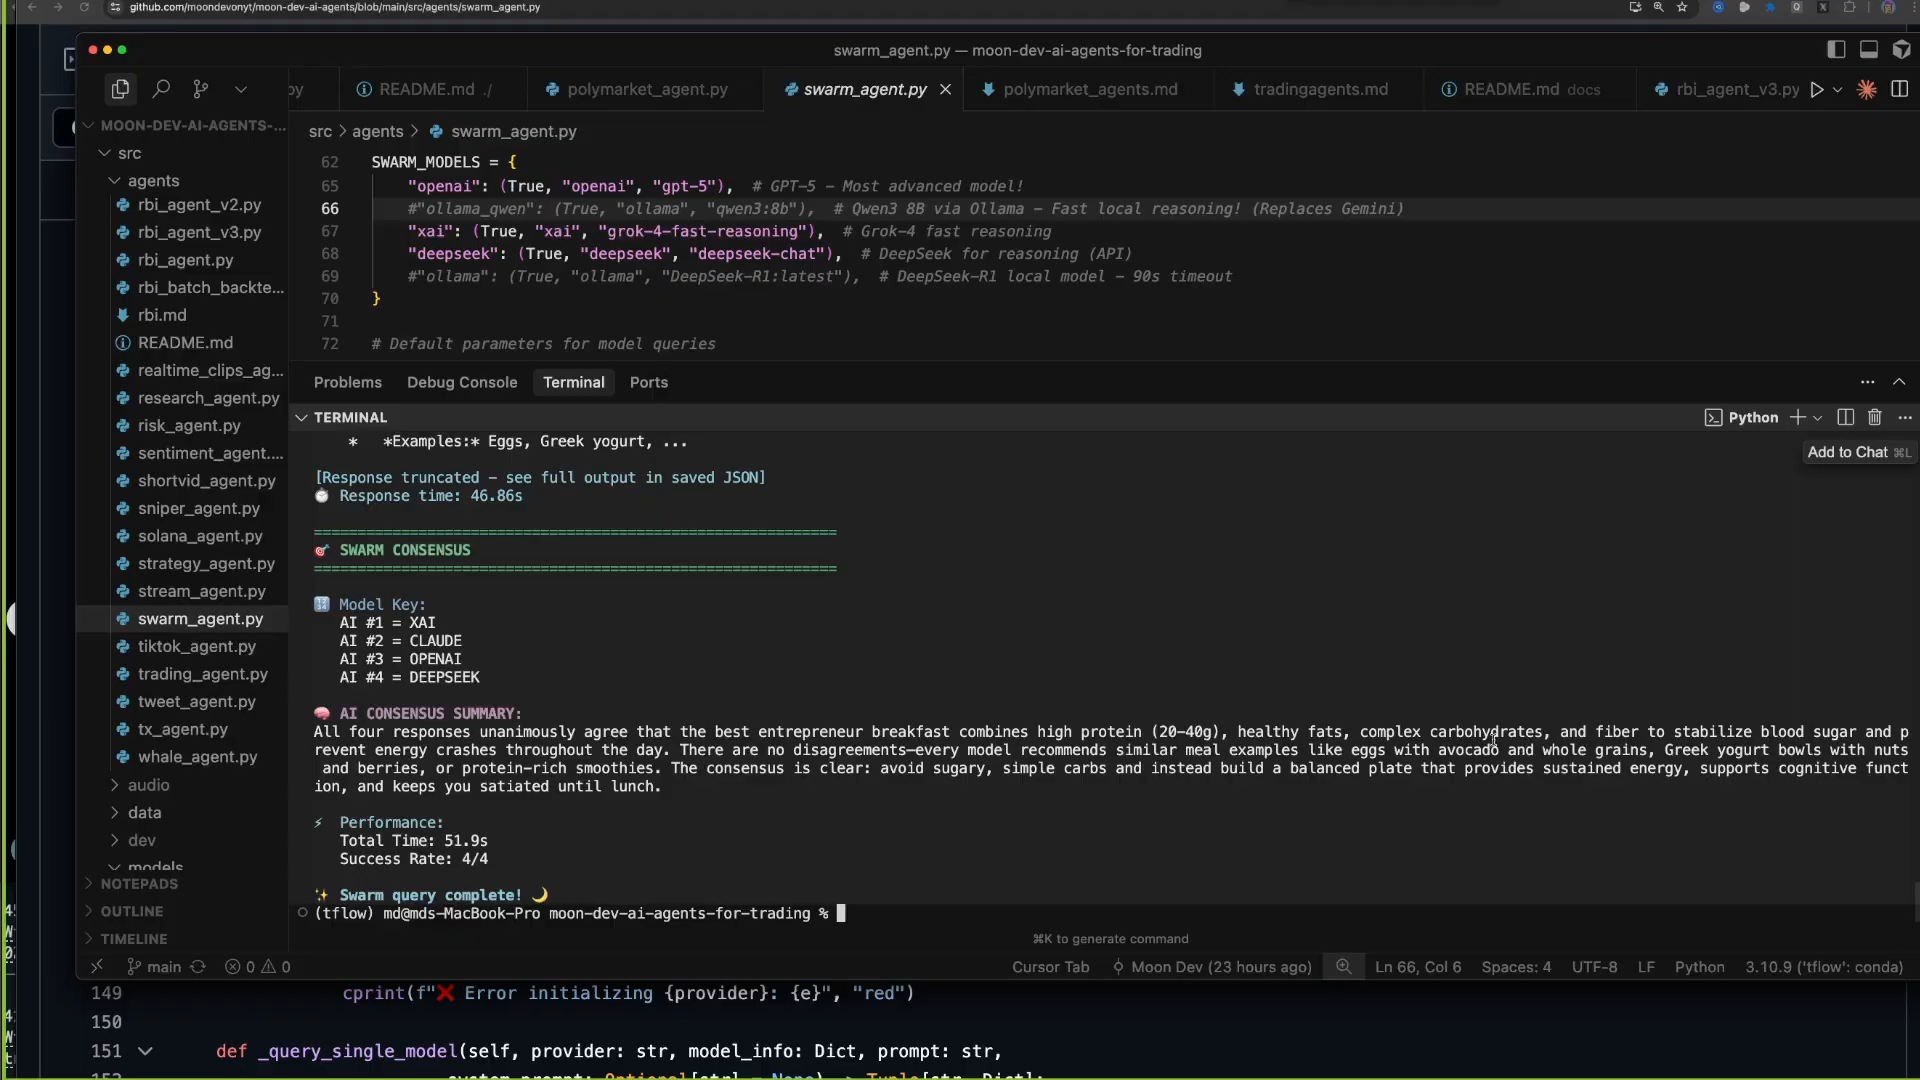 github.com/moondevonyt/moon-dev-ai-agents/blob/main/src/agents/swarm_agent.py
swarm_agent.py — moon-dev-ai-agents-for-trading
py
README.md ./
polymarket_agent.py
swarm_agent.py
polymarket_agents.md
tradingagents.md
README.md docs
rbi_agent_v3.py
MOON-DEV-AI-AGENTS-...
src
agents
rbi_agent_v2.py
rbi_agent_v3.py
rbi_agent.py
rbi_batch_backte...
rbi.md
README.md
realtime_clips_ag...
research_agent.py
risk_agent.py
sentiment_agent....
shortvid_agent.py
sniper_agent.py
solana_agent.py
strategy_agent.py
stream_agent.py
swarm_agent.py
tiktok_agent.py
trading_agent.py
tweet_agent.py
tx_agent.py
whale_agent.py
audio
data
dev
models
NOTEPADS
OUTLINE
TIMELINE
src > agents > swarm_agent.py
62 SWARM_MODELS = {
65 "openai": (True, "openai", "gpt-5"), # GPT-5 - Most advanced model!
66 #"ollama_qwen": (True, "ollama", "qwen3:8b"), # Qwen3 8B via Ollama - Fast local reasoning! (Replaces Gemini)
67 "xai": (True, "xai", "grok-4-fast-reasoning"), # Grok-4 fast reasoning
68 "deepseek": (True, "deepseek", "deepseek-chat"), # DeepSeek for reasoning (API)
69 #"ollama": (True, "ollama", "DeepSeek-R1:latest"), # DeepSeek-R1 local model - 90s timeout
70 }
71
72 # Default parameters for model queries
Problems Debug Console Terminal Ports
TERMINAL
Python
Add to Chat ⌘L
* *Examples:* Eggs, Greek yogurt, ...
[Response truncated - see full output in saved JSON]
⏱ Response time: 46.86s
============================================================
🎯 SWARM CONSENSUS
============================================================
🔢 Model Key:
AI #1 = XAI
AI #2 = CLAUDE
AI #3 = OPENAI
AI #4 = DEEPSEEK
🧠 AI CONSENSUS SUMMARY:
All four responses unanimously agree that the best entrepreneur breakfast combines high protein (20-40g), healthy fats, complex carbohydrates, and fiber to stabilize blood sugar and p
revent energy crashes throughout the day. There are no disagreements—every model recommends similar meal examples like eggs with avocado and whole grains, Greek yogurt bowls with nuts
and berries, or protein-rich smoothies. The consensus is clear: avoid sugary, simple carbs and instead build a balanced plate that provides sustained energy, supports cognitive funct
ion, and keeps you satiated until lunch.
⚡ Performance:
Total Time: 51.9s
Success Rate: 4/4
✨ Swarm query complete! 🌙
(tflow) md@mds-MacBook-Pro moon-dev-ai-agents-for-trading %
⌘K to generate command
main 0 0
Cursor Tab Moon Dev (23 hours ago) Ln 66, Col 6 Spaces: 4 UTF-8 LF Python 3.10.9 ('tflow': conda)
149 cprint(f"❌ Error initializing {provider}: {e}", "red")
150
151 def _query_single_model(self, provider: str, model_info: Dict, prompt: str,